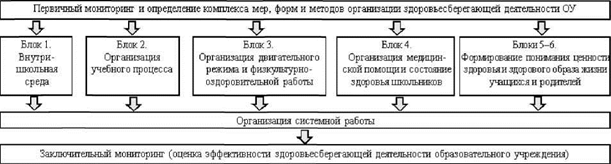 Первичный мониторинг и определение комплекса мер, форм и методов организации здоровьесберегающей деятельности ОУ
Блок 1.
Внутри-
школьная
среда
Блок 2.
Организация
учебного процесса
Блок 3.
Организация двигательного
режима и физкультурно-
оздоровительной работы
Блок 4.
Организация медицин-
ской помощи и состояние
здоровья школьников
Блоки 5–6.
Формирование понимания ценности
здоровья и здорового образа жизни
учащихся и родителей
Организация системной работы
Заключительный мониторинг (оценка эффективности здоровьесберегающей деятельности образовательного учреждения)